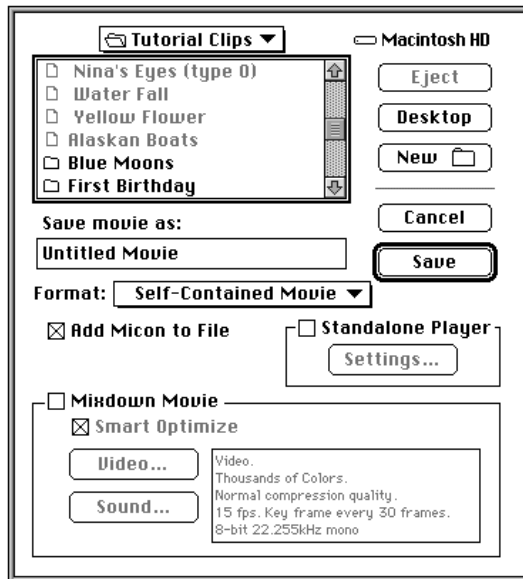 Tutorial Clips
Macintosh HD
Nina's Eyes (type 0)
Water Fall
Yellow Flower
Alaskan Boats
Blue Moons
First Birthday
Eject
Desktop
New
Cancel
Save
Save movie as:
Untitled Movie
Format: Self-Contained Movie
Add Micon to File
Standalone Player
Settings...
Mixdown Movie
Smart Optimize
Video...
Sound...
Video.
Thousands of Colors.
Normal compression quality.
15 fps. Key frame every 30 frames.
8-bit 22.255kHz mono